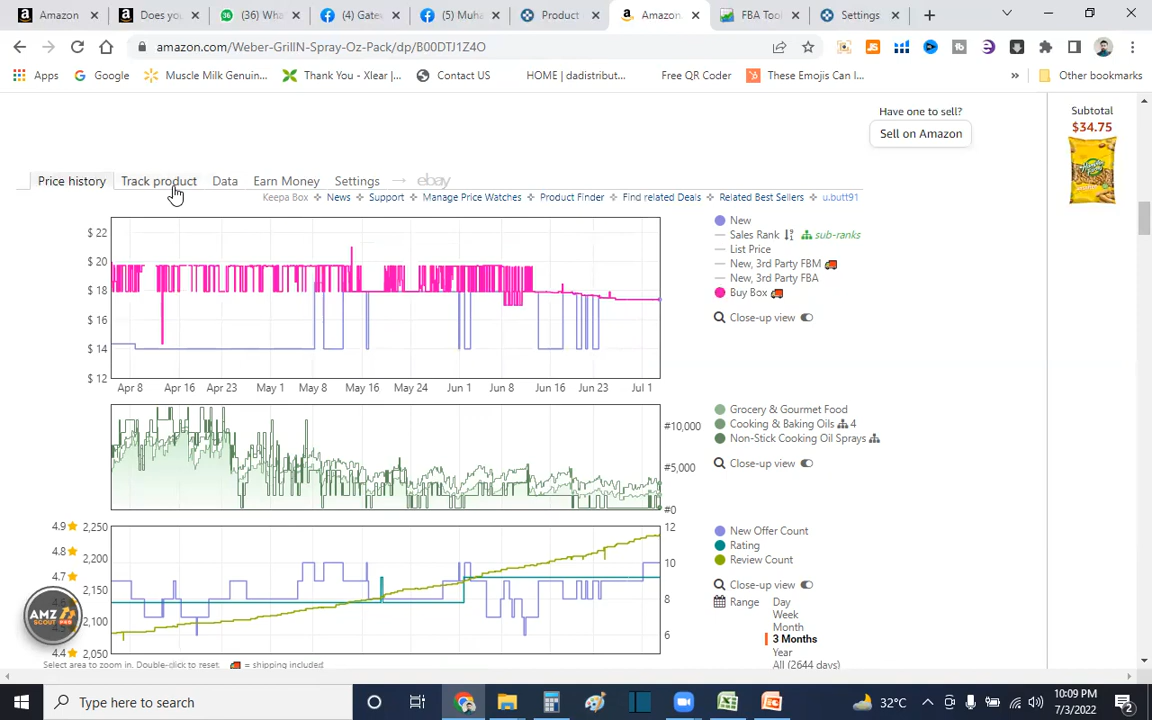 Amazon
Does yo
(36) Wha
(4) Gatew
(5) Muha
Product
Amazon.
FBA Tool
Settings
amazon.com/Weber-GrillN-Spray-Oz-Pack/dp/B00DTJ1Z4O
Apps
Google
Muscle Milk Genuin...
Thank You - Xlear |...
Contact US
HOME | dadistribut...
Free QR Coder
These Emojis Can I...
»
Other bookmarks
Have one to sell?
Sell on Amazon
Subtotal
$34.75
Price history
Track product
Data
Earn Money
Settings
ebay
Keepa Box
News
Support
Manage Price Watches
Product Finder
Find related Deals
Related Best Sellers
u.butt91
$ 22
$ 20
$ 18
$ 16
$ 14
$ 12
Apr 8 Apr 16 Apr 23 May 1 May 8 May 16 May 24 Jun 1 Jun 8 Jun 16 Jun 23 Jul 1
New
Sales Rank sub-ranks
List Price
New, 3rd Party FBM
New, 3rd Party FBA
Buy Box
Close-up view
#10,000
#5,000
#0
Grocery & Gourmet Food
Cooking & Baking Oils 4
Non-Stick Cooking Oil Sprays
Close-up view
4.9 2,250 12
4.8 2,200 10
4.7 2,150 8
2,100 6
4.4 2,050
New Offer Count
Rating
Review Count
Close-up view
Range
Day
Week
Month
3 Months
Year
All (2644 days)
AMZ
SCOUT PRO
Select area to zoom in. Double-click to reset. = shipping included
Type here to search
32°C
10:09 PM
7/3/2022
2